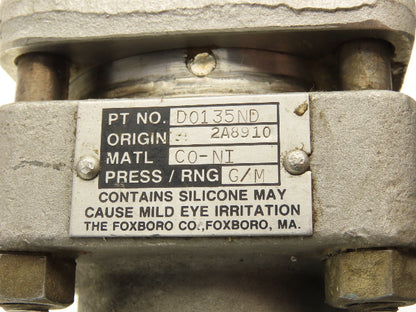 PT NO. D0135ND
ORIGIN 2A8910
MATL CO-NI
PRESS / RNG G/M
CONTAINS SILICONE MAY
CAUSE MILD EYE IRRITATION
THE FOXBORO CO., FOXBORO, MA.